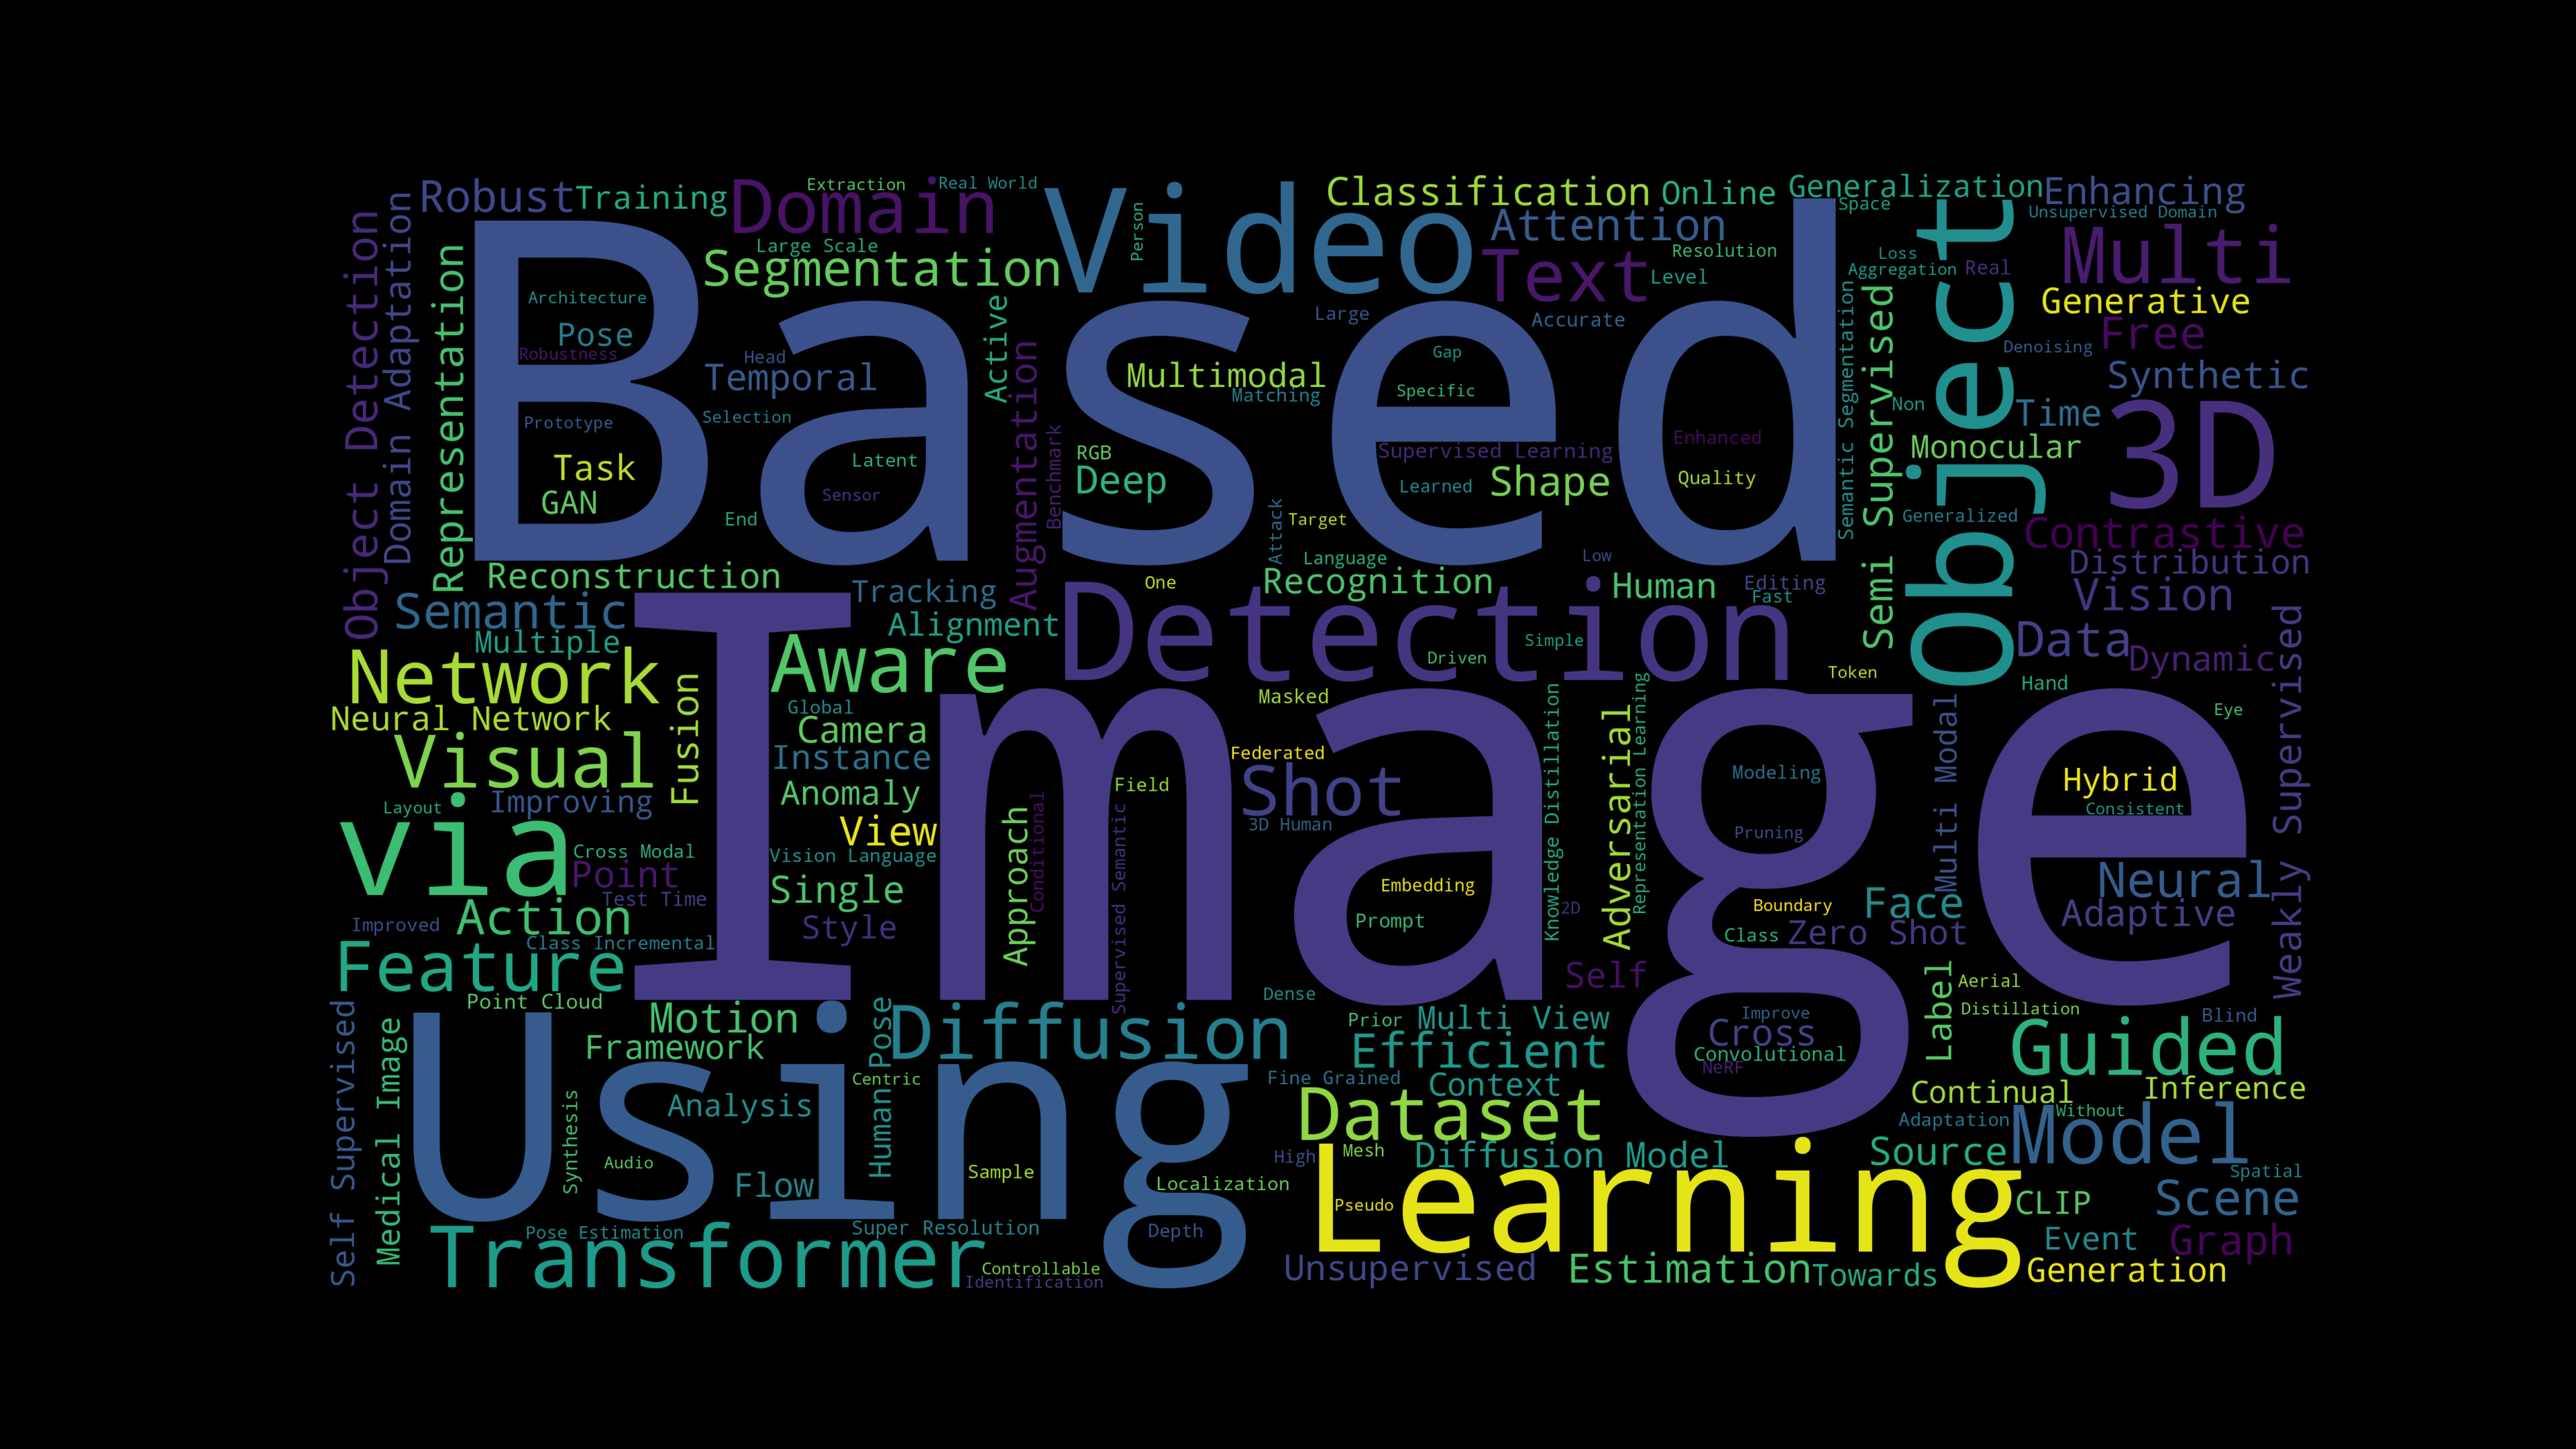 Robust
Training
Domain
Extraction
Real World
Video
Person
Classification
Online
Generalization
Enhancing
Object Detection
Domain Adaptation
Representation
Large Scale
Segmentation
Attention
Text
Resolution
Level
Space
Unsupervised Domain
Object
Loss
Aggregation
Real
Multi
Generative
Free
Denoising
Synthetic
Based
Architecture
Pose
Robustness
Head
Temporal
Active
Augmentation
Large
Accurate
Multimodal
Matching
Gap
Specific
Semantic Segmentation
Semi Supervised
Non
Time
Monocular
3D
Prototype
Selection
Task
GAN
Latent
Sensor
End
Benchmark
RGB
Deep
Supervised Learning
Learned
Shape
Enhanced
Quality
Generalized
Contrastive
Distribution
Vision
Attack
Target
Language
Low
Reconstruction
Tracking
One
Recognition
Human
Editing
Fast
Semantic
Multiple
Alignment
Detection
Simple
Driven
Data
Dynamic
Weakly Supervised
Network
Neural Network
Aware
Global
Camera
Instance
Fusion
Image
Masked
Token
Hand
Eye
Visual
Layout
Improving
Anomaly
View
Field
Federated
Shot
3D Human
Knowledge Distillation
Adversarial
Representation Learning
Modeling
Pruning
Multi Modal
Hybrid
Consistent
via
Cross Modal
Point
Test Time
Vision Language
Single
Style
Approach
Conditional
Supervised Semantic
Embedding
Prompt
2D
Boundary
Class
Zero Shot
Face
Neural
Adaptive
Improved
Action
Class Incremental
Feature
Point Cloud
Self
Dense
Label
Aerial
Distillation
Blind
Self Supervised
Medical Image
Motion
Framework
Human Pose
Diffusion
Prior
Multi View
Efficient
Improve
Cross
Convolutional
NeRF
Guided
Using
Centric
Fine Grained
Context
Continual
Inference
Synthesis
Analysis
Dataset
Adaptation
Without
Model
Audio
Flow
Sample
Localization
High
Mesh
Diffusion Model
Source
Spatial
Learning
Pseudo
CLIP
Scene
Transformer
Pose Estimation
Super Resolution
Depth
Controllable
Identification
Unsupervised
Estimation
Towards
Event
Graph
Generation